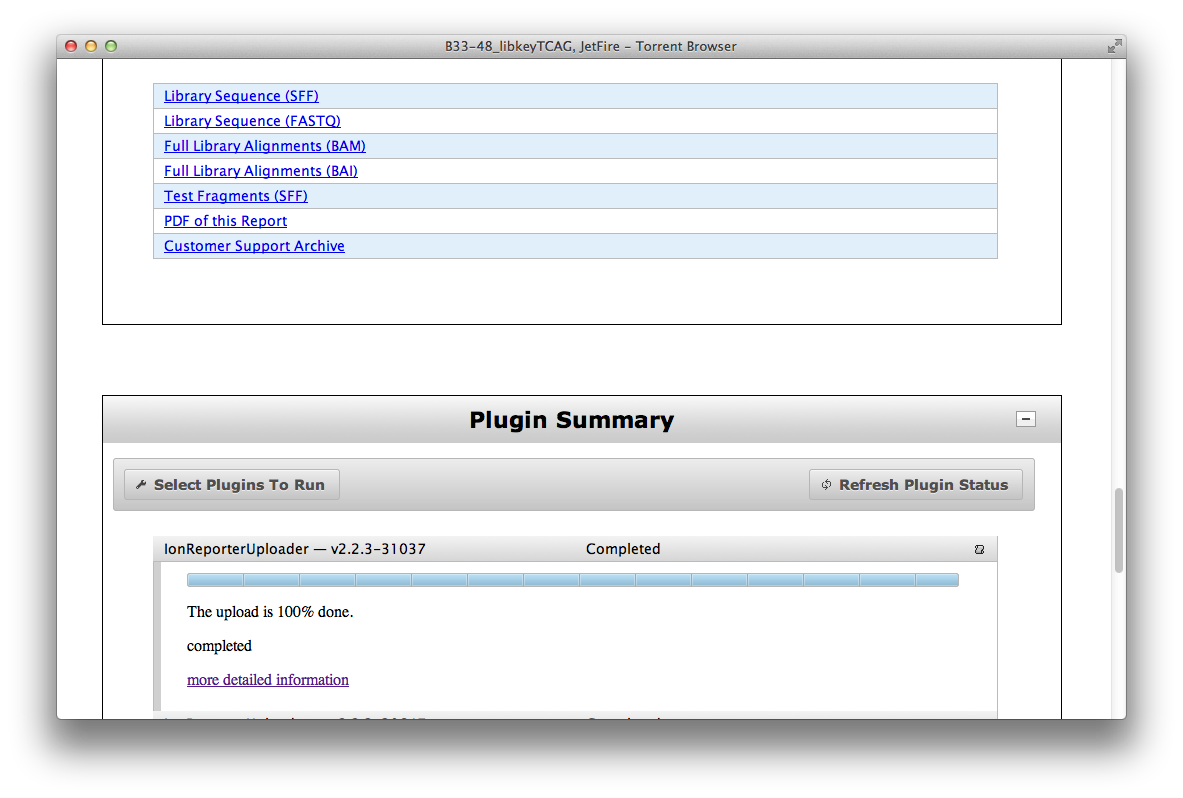 B33-48_libkeyTCAG, JetFire – Torrent Browser
Library Sequence (SFF)
Library Sequence (FASTQ)
Full Library Alignments (BAM)
Full Library Alignments (BAI)
Test Fragments (SFF)
PDF of this Report
Customer Support Archive
Plugin Summary
Select Plugins To Run
Refresh Plugin Status
IonReporterUploader — v2.2.3-31037 Completed
The upload is 100% done.
completed
more detailed information